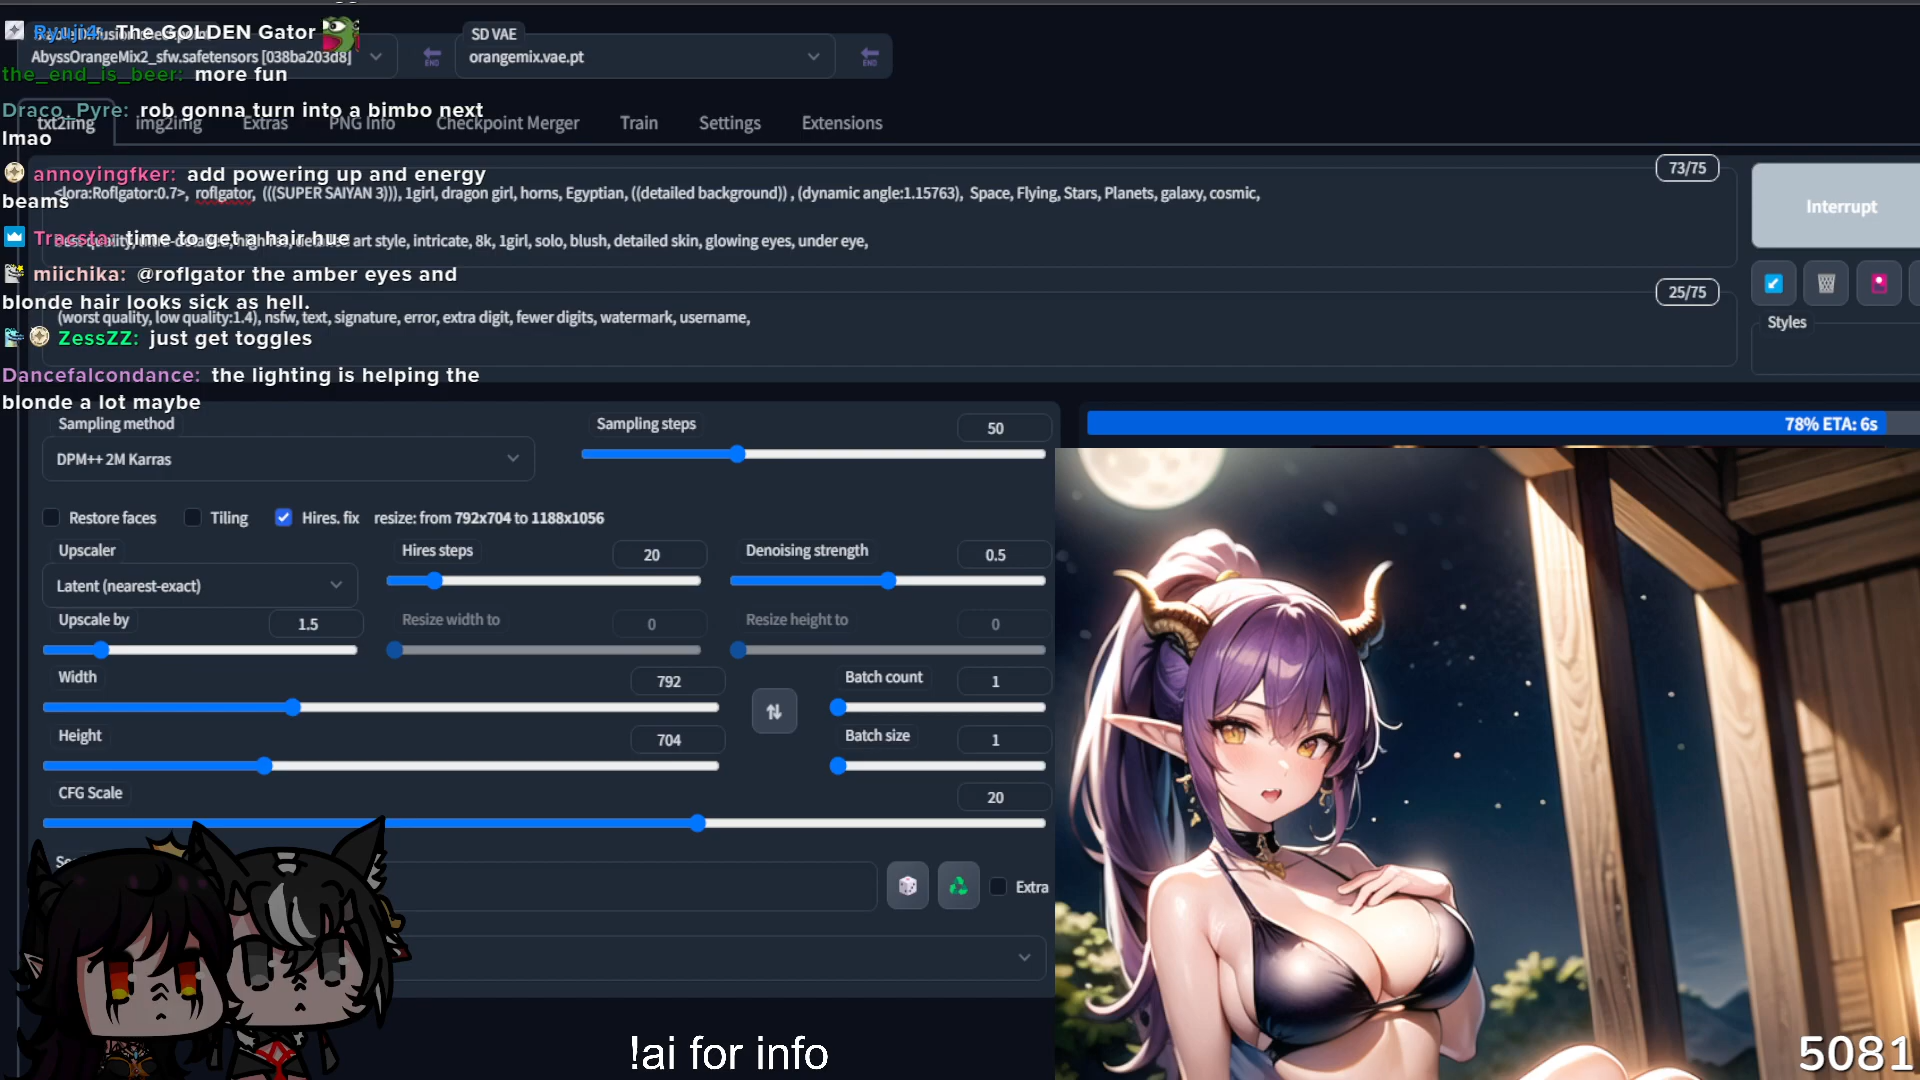 Ryuji4: The GOLDEN Gator
SD VAE
AbyssOrangeMix2_sfw.safetensors [038ba203d8]
orangemix.vae.pt
the_end_is_beer: more fun
Draco_Pyre: rob gonna turn into a bimbo next
lmao
txt2img
img2img
Extras
PNG Info
Checkpoint Merger
Train
Settings
Extensions
annoyingfker: add powering up and energy
beams
73/75
<lora:Roflgator:0.7>, roflgator, (((SUPER SAIYAN 3))), 1girl, dragon girl, horns, Egyptian, ((detailed background)) , (dynamic angle:1.15763), Space, Flying, Stars, Planets, galaxy, cosmic,
Interrupt
time to get a hair hue
art style, intricate, 8k, 1girl, solo, blush, detailed skin, glowing eyes, under eye,
miichika: @roflgator the amber eyes and
blonde hair looks sick as hell.
25/75
(worst quality, low quality:1.4), nsfw, text, signature, error, extra digit, fewer digits, watermark, username,
Styles
ZessZZ: just get toggles
Dancefalcondance: the lighting is helping the
blonde a lot maybe
Sampling method
Sampling steps
50
78% ETA: 6s
DPM++ 2M Karras
Restore faces
Tiling
Hires. fix
resize: from 792x704 to 1188x1056
Upscaler
Hires steps
20
Denoising strength
0.5
Latent (nearest-exact)
Upscale by
1.5
Resize width to
0
Resize height to
0
Width
792
Batch count
1
Height
704
Batch size
1
CFG Scale
20
Extra
!ai for info
5081